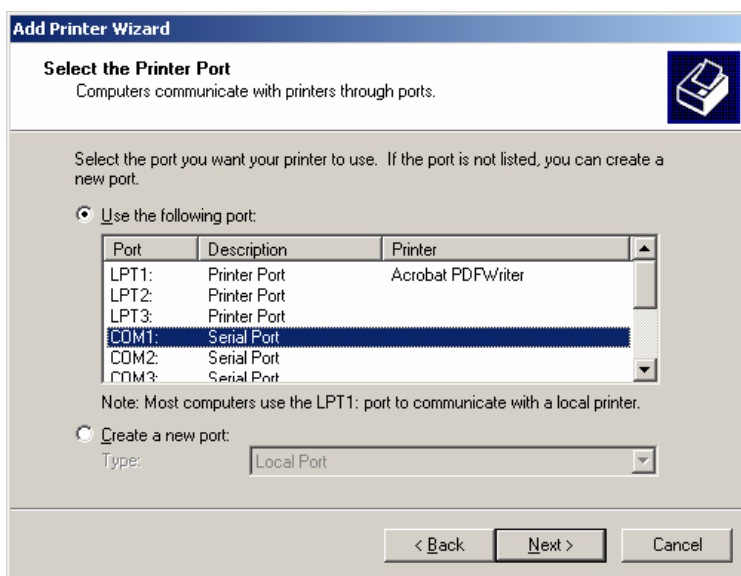 Add Printer Wizard
Select the Printer Port
Computers communicate with printers through ports.
Select the port you want your printer to use. If the port is not listed, you can create a
new port.
Use the following port:
Port Description Printer
LPT1: Printer Port Acrobat PDFWriter
LPT2: Printer Port
LPT3: Printer Port
COM1: Serial Port
COM2: Serial Port
COM3: Serial Port
Note: Most computers use the LPT1: port to communicate with a local printer.
Create a new port:
Type: Local Port
< Back Next > Cancel